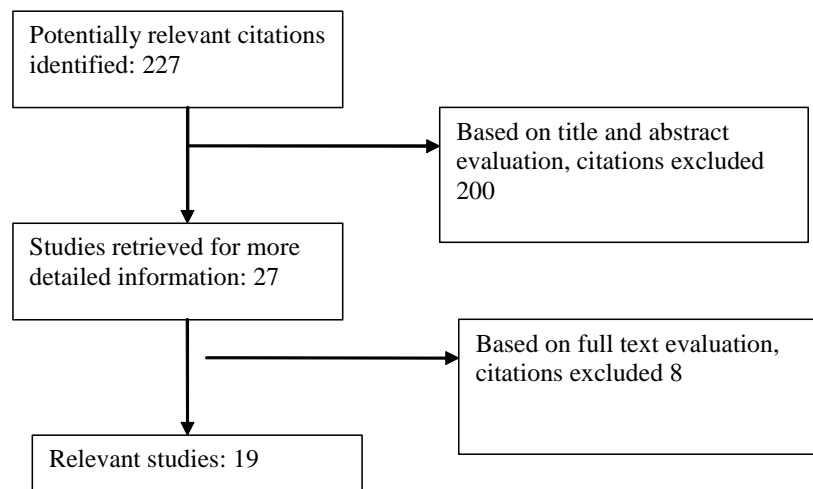 Potentially relevant citations
identified: 227
Based on title and abstract
evaluation, citations excluded
200
Studies retrieved for more
detailed information: 27
Based on full text evaluation,
citations excluded 8
Relevant studies: 19